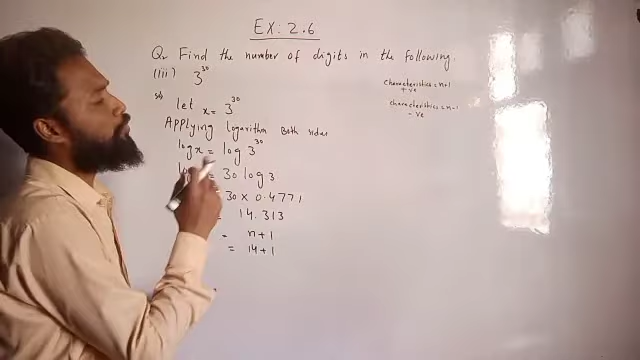 EX: 2.6
Q Find the number of digits in the following.
(iii) 3^30
Let x = 3^30
Applying logarithm Both sides
log x = log 3^30
= 30 log 3
= 30 × 0.4771
14.313
= n+1
= 14+1
characteristics = n+1
+ve
characteristics = n-1
- ve